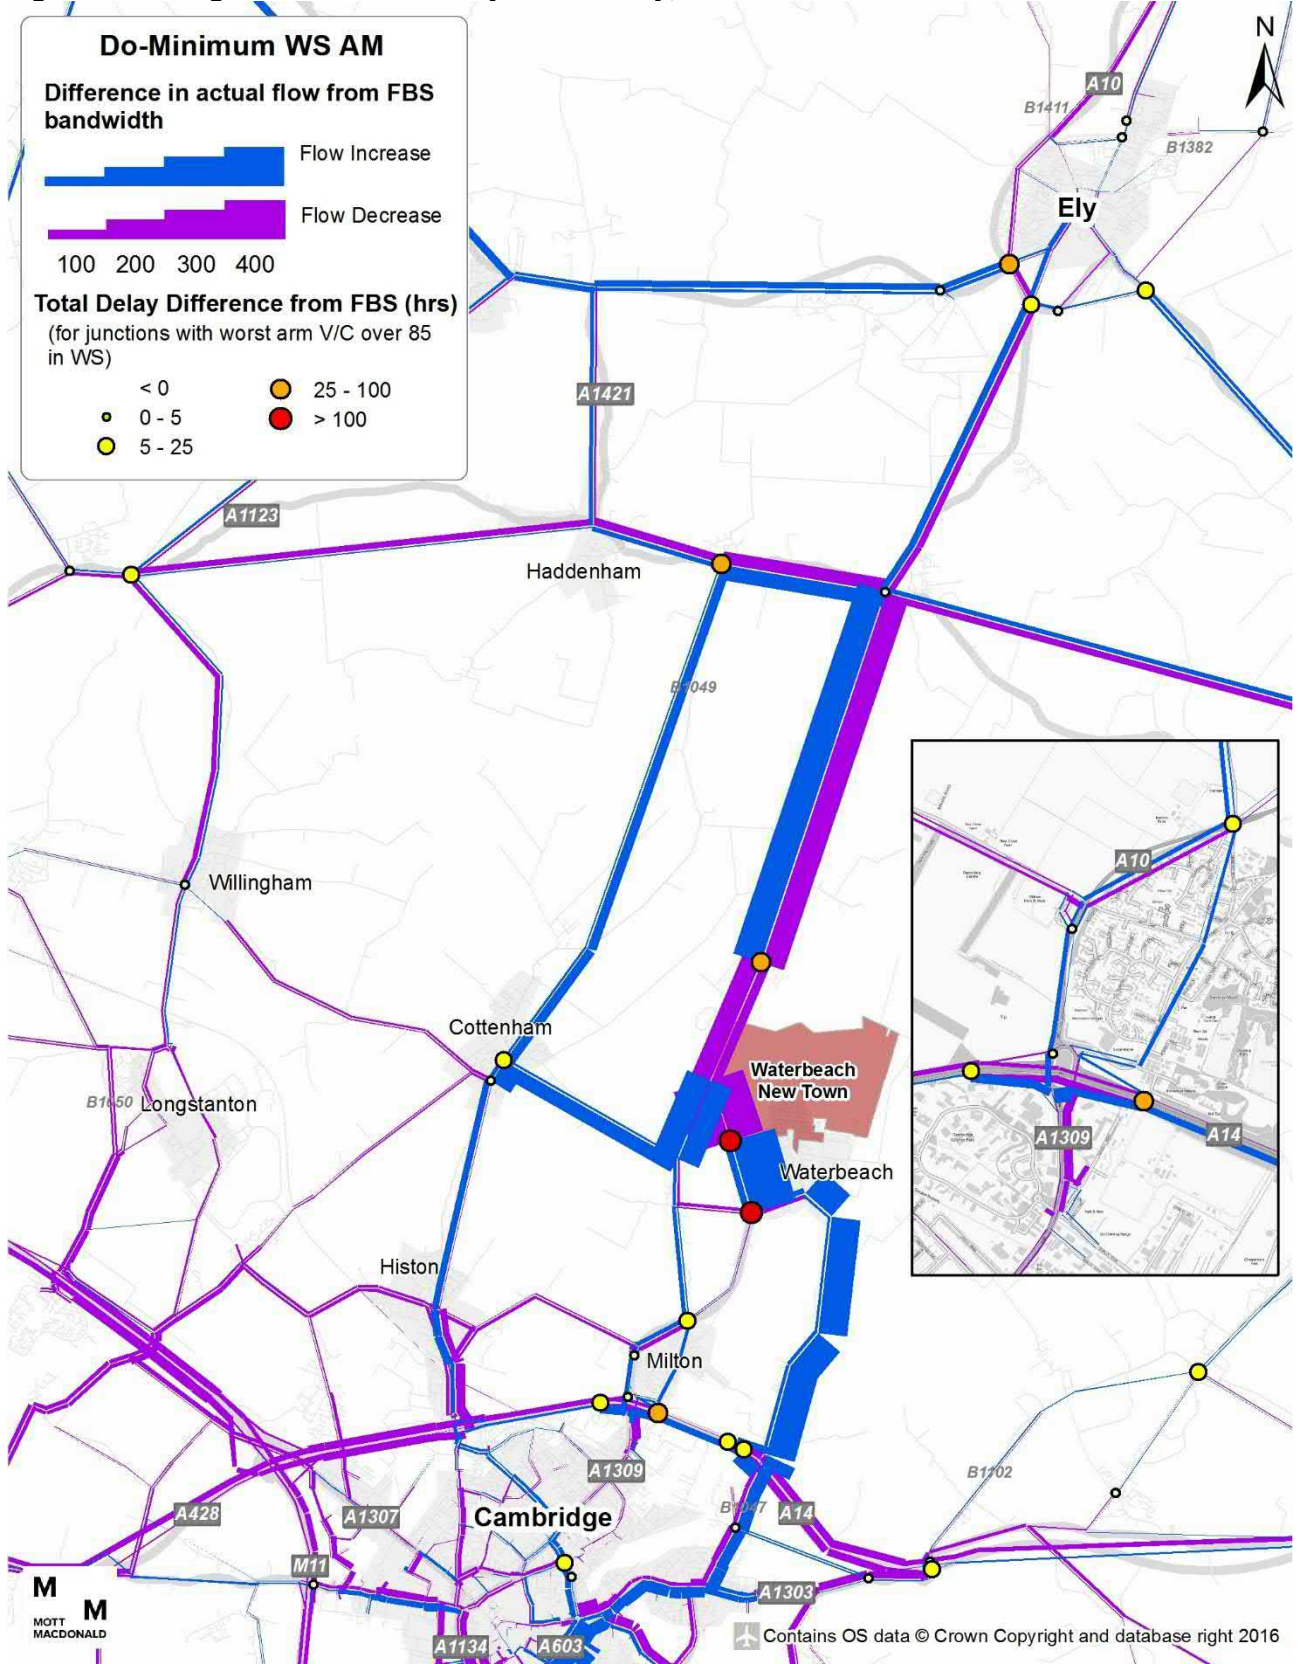 Do-Minimum WS AM
Difference in actual flow from FBS
bandwidth
Flow Increase
Flow Decrease
100 200 300 400
Total Delay Difference from FBS (hrs)
(for junctions with worst arm V/C over 85
in WS)
< 0
25 - 100
0 - 5
> 100
5 - 25
N
A10
B1411
B1382
Ely
A1421
A1123
Haddenham
B1049
A10
Willingham
Cottenham
Waterbeach
New Town
B1050
Longstanton
A1309
A14
Waterbeach
Histon
Milton
A1309
B1102
A428
A1307
Cambridge
B1047
A14
M11
A1303
M M
MOTT
MACDONALD
A1134
A603
Contains OS data © Crown Copyright and database right 2016